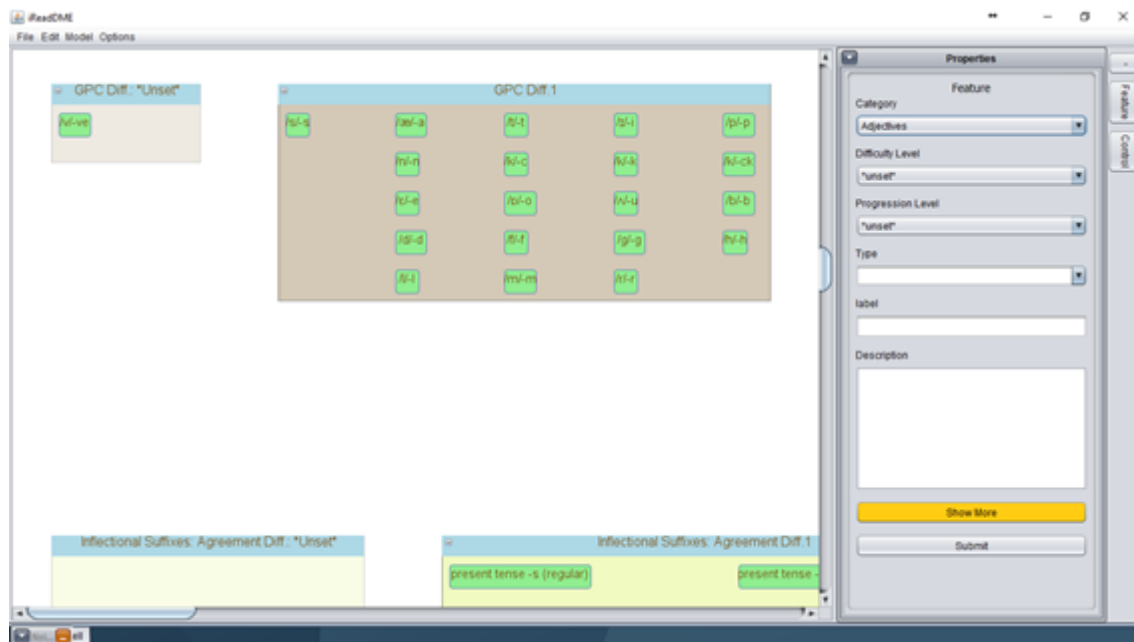 iReadDME
File Edit Model Options
GPC Diff.: "Unset"
/v/-ve
GPC Diff.1
/s/-s /æ/-a /t/-t /ɪ/-i /p/-p
/n/-n /k/-c /k/-k /k/-ck
/ɛ/-e /ɒ/-o /ʌ/-u /b/-b
/d/-d /f/-f /g/-g /h/-h
/l/-l /m/-m /r/-r
Inflectional Suffixes: Agreement Diff.: "Unset"
Inflectional Suffixes: Agreement Diff.1
present tense -s (regular)
present tense -
Properties
Feature
Category
Adjectives
Difficulty Level
"unset"
Progression Level
"unset"
Type
label
Description
Show More
Submit
Feature
Control